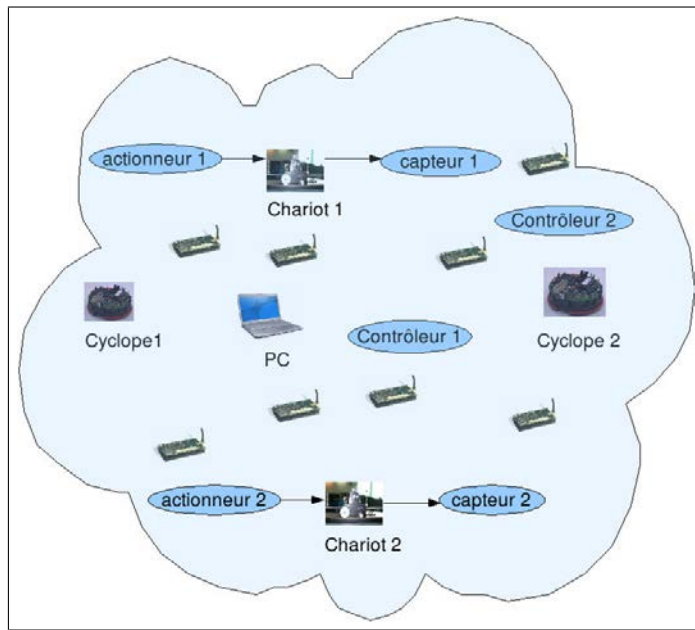 actionneur 1
capteur 1
Chariot 1
Contrôleur 2
Cyclope1
PC
Contrôleur 1
Cyclope 2
actionneur 2
capteur 2
Chariot 2